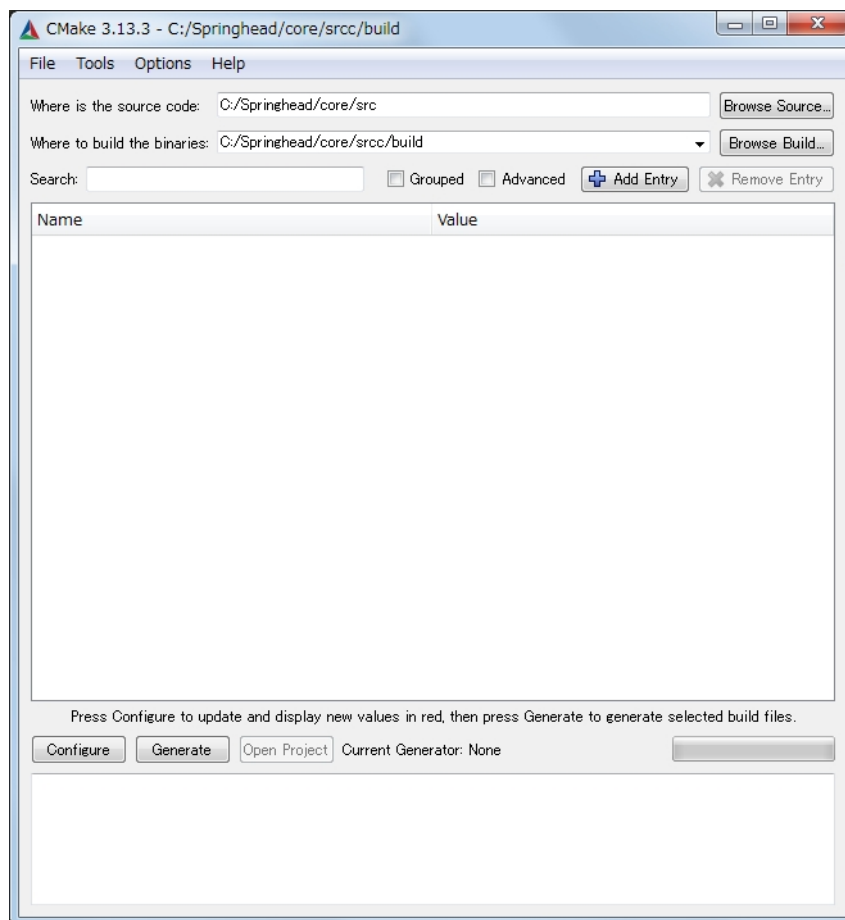 CMake 3.13.3 - C:/Springhead/core/srcc/build
File Tools Options Help
Where is the source code: C:/Springhead/core/src Browse Source...
Where to build the binaries: C:/Springhead/core/srcc/build Browse Build...
Search: Grouped Advanced Add Entry Remove Entry
Name Value
Press Configure to update and display new values in red, then press Generate to generate selected build files.
Configure Generate Open Project Current Generator: None